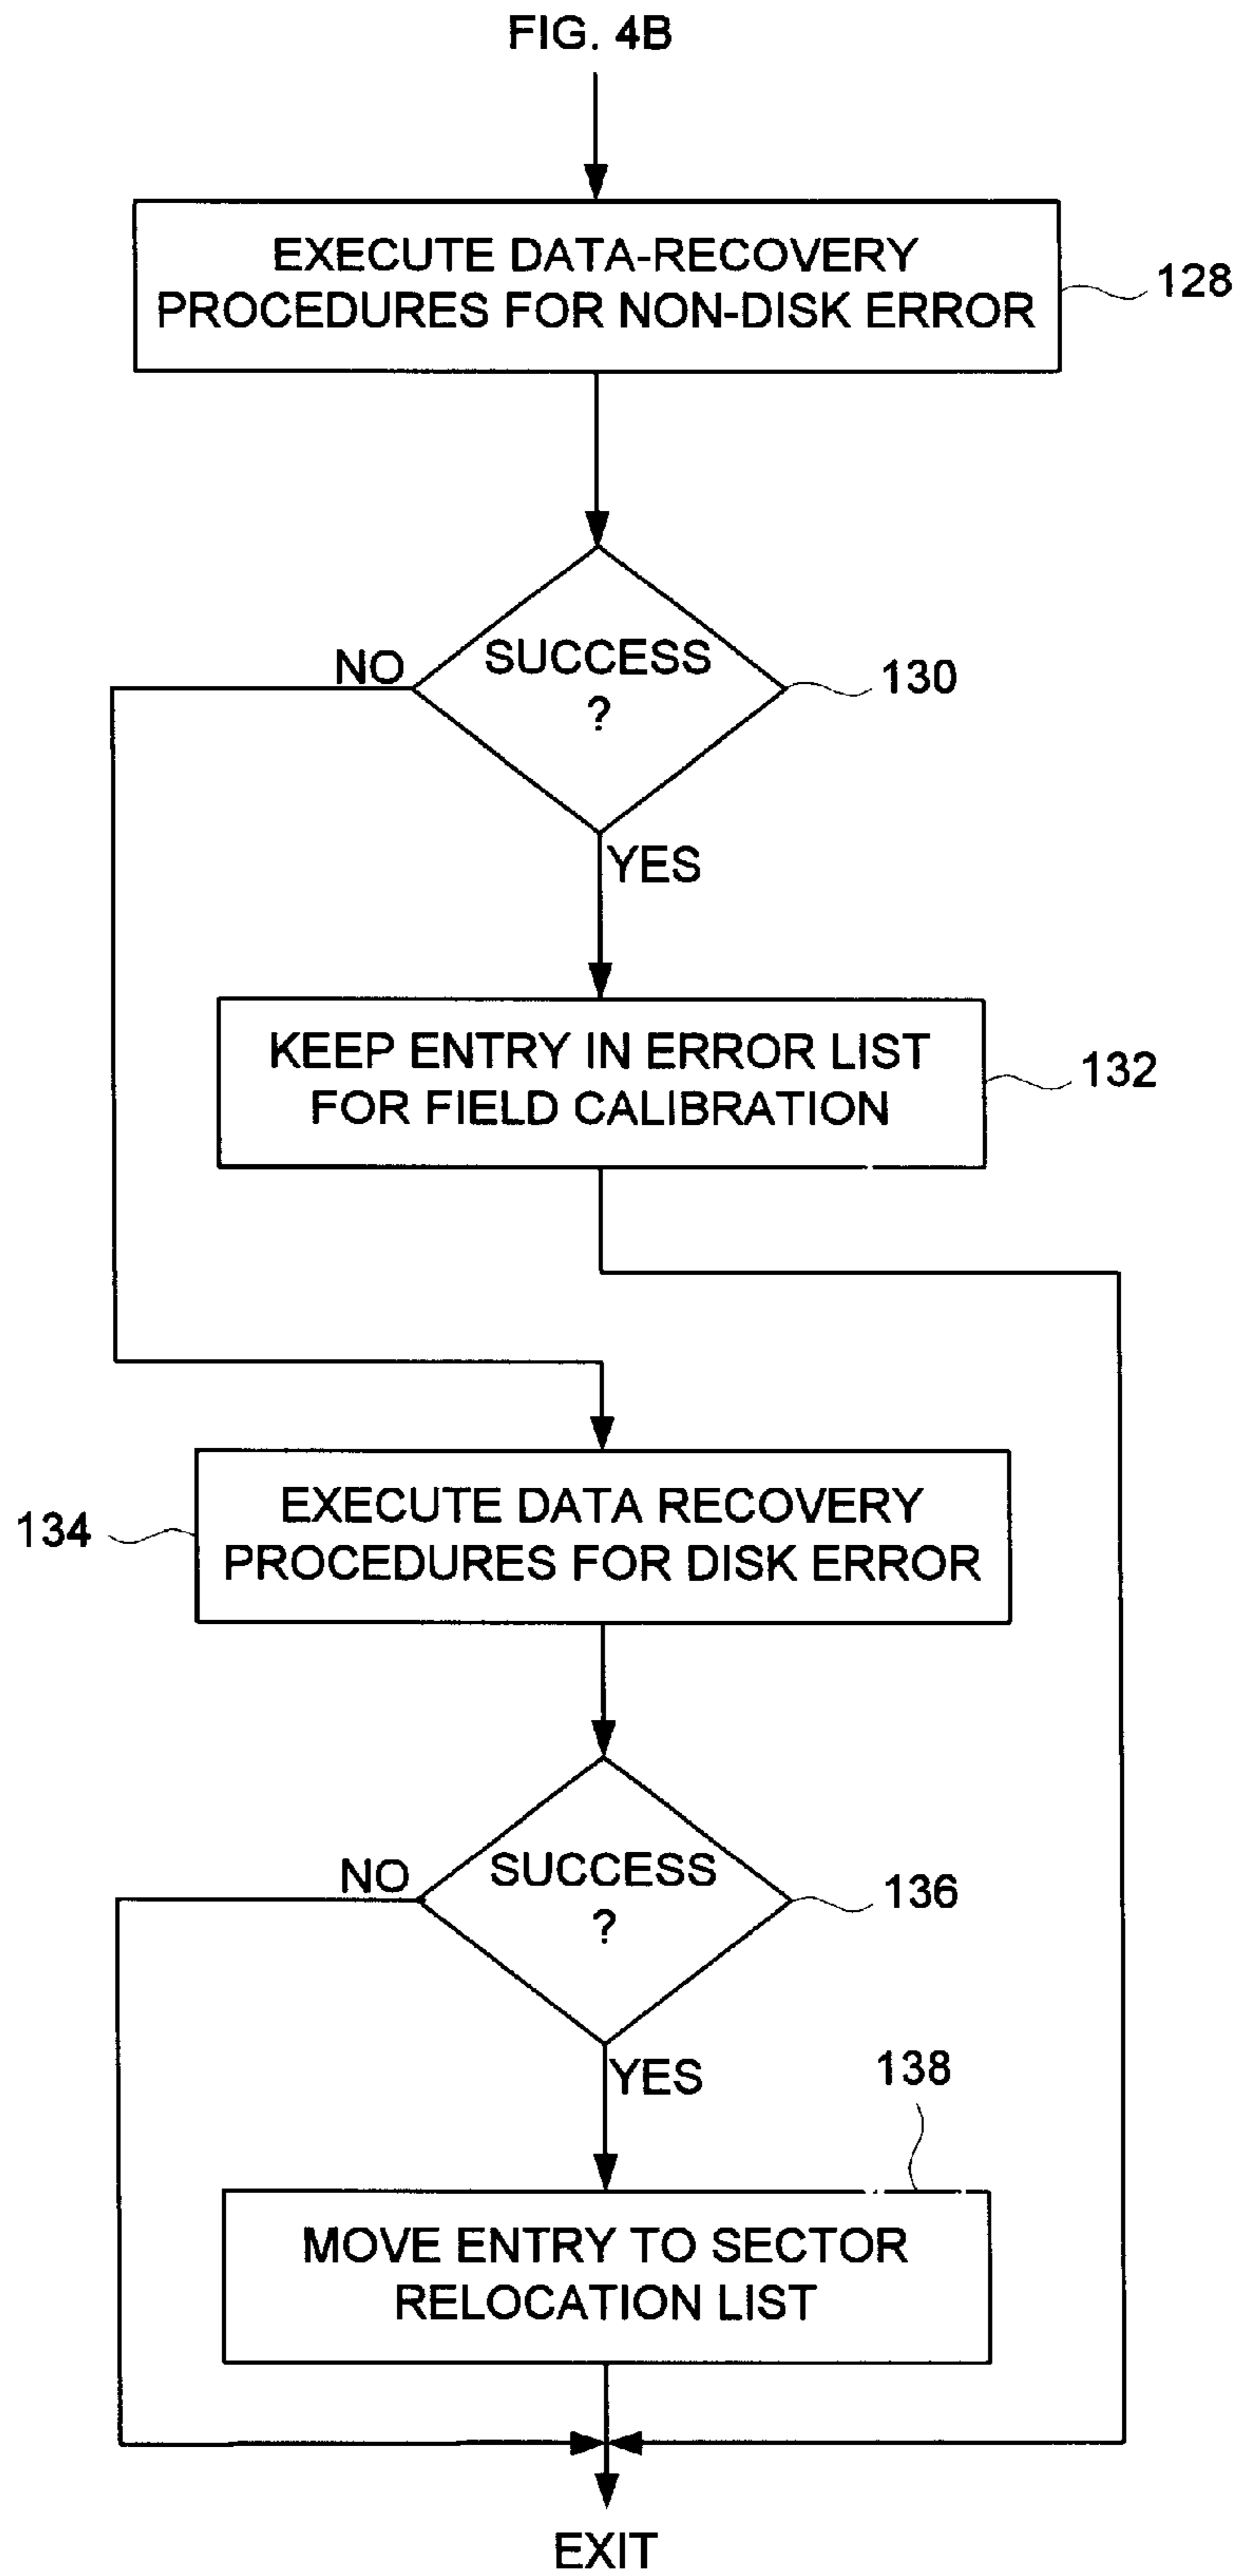 FIG. 4B
EXECUTE DATA-RECOVERY
PROCEDURES FOR NON-DISK ERROR
128
NO
SUCCESS
?
130
YES
KEEP ENTRY IN ERROR LIST
FOR FIELD CALIBRATION
132
134
EXECUTE DATA RECOVERY
PROCEDURES FOR DISK ERROR
NO
SUCCESS
?
136
YES
138
MOVE ENTRY TO SECTOR
RELOCATION LIST
EXIT